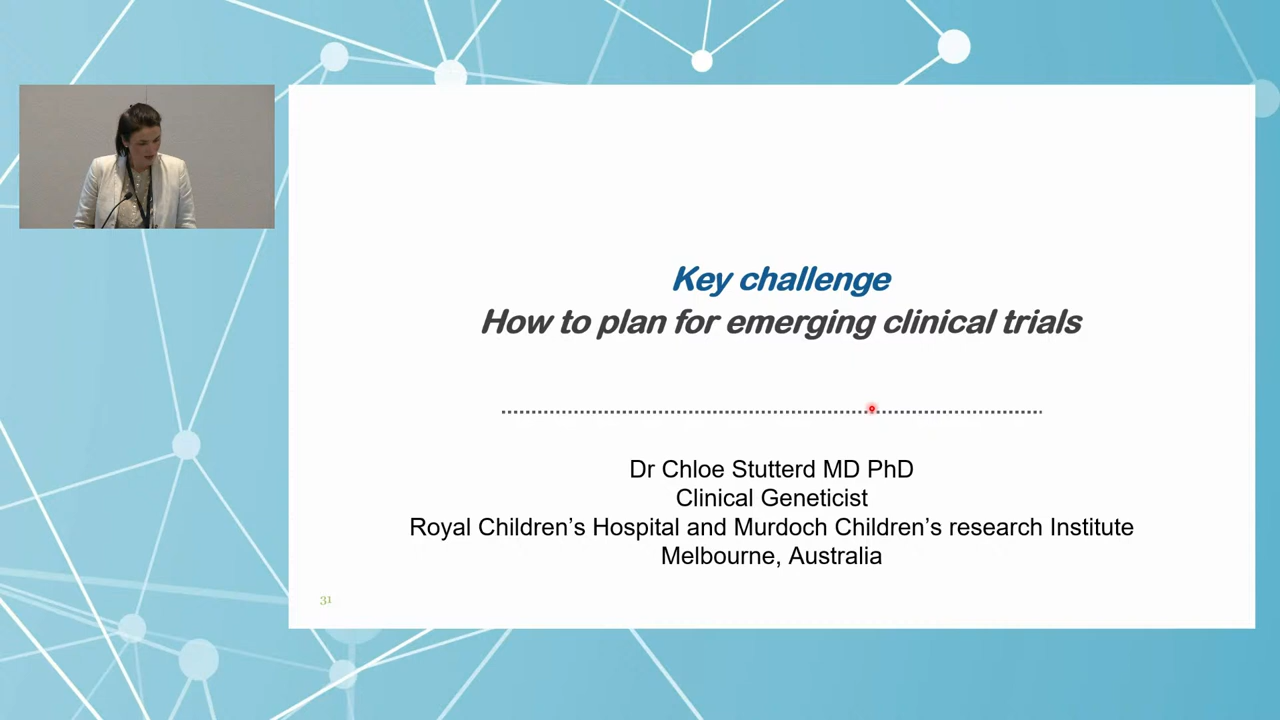 Key challenge
How to plan for emerging clinical trials
Dr Chloe Stutterd MD PhD
Clinical Geneticist
Royal Children’s Hospital and Murdoch Children’s research Institute
Melbourne, Australia
31